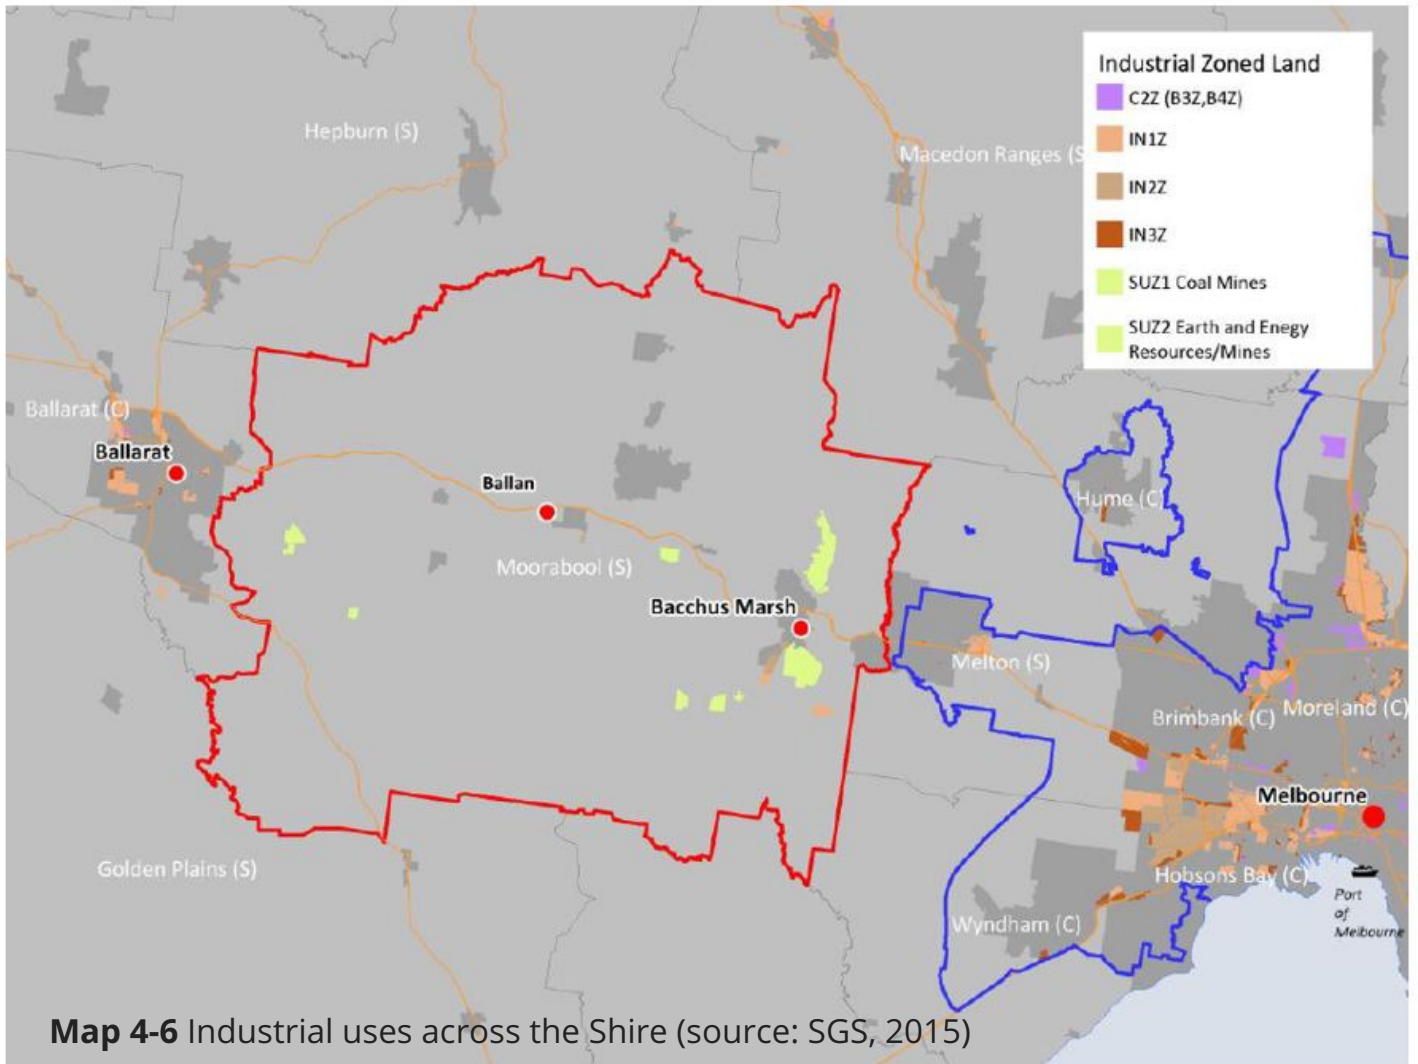 Industrial Zoned Land
C2Z (B3Z,B4Z)
IN1Z
IN2Z
IN3Z
SUZ1 Coal Mines
SUZ2 Earth and Enegy
Resources/Mines
Hepburn (S)
Macedon Ranges (S
Ballarat (C)
Ballarat
Ballan
Hume (C)
Moorabool (S)
Bacchus Marsh
Melton (S)
Brimbank (C)
Moreland (C)
Melbourne
Golden Plains (S)
Hobsons Bay (C)
Port
of
Melbourne
Wyndham (C)
Map 4-6 Industrial uses across the Shire (source: SGS, 2015)